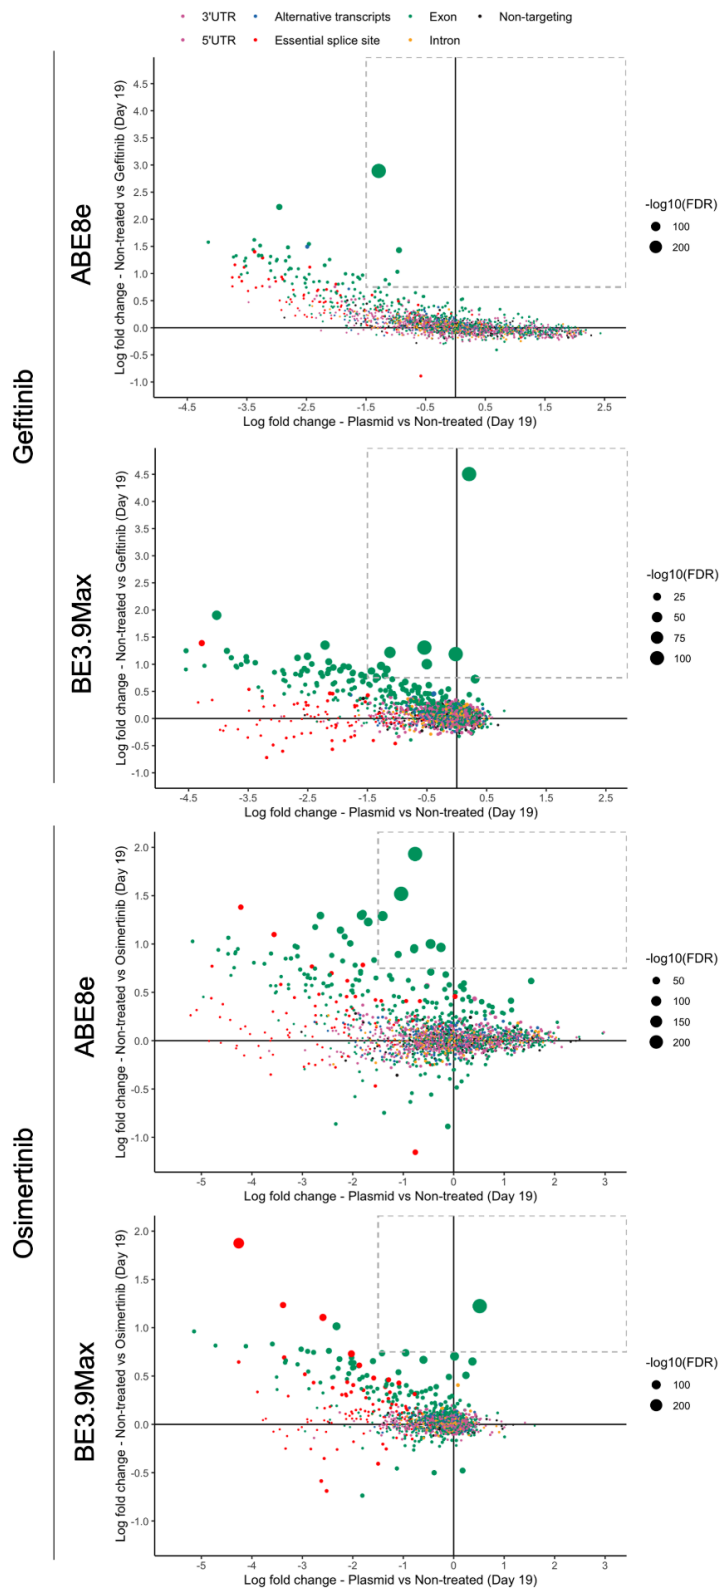 3'UTR Alternative transcripts Exon Non-targeting
5'UTR Essential splice site Intron
Gefitinib
ABE8e
Log fold change - Non-treated vs Gefitinib (Day 19)
4.5
4.0
3.5
3.0
2.5
2.0
1.5
1.0
0.5
0.0
-0.5
-1.0
-4.5 -3.5 -2.5 -1.5 -0.5 0.5 1.5 2.5
Log fold change - Plasmid vs Non-treated (Day 19)
-log10(FDR)
100
200
BE3.9Max
Log fold change - Non-treated vs Gefitinib (Day 19)
4.5
4.0
3.5
3.0
2.5
2.0
1.5
1.0
0.5
0.0
-0.5
-1.0
-4.5 -3.5 -2.5 -1.5 -0.5 0.5 1.5 2.5
Log fold change - Plasmid vs Non-treated (Day 19)
-log10(FDR)
25
50
75
100
Osimertinib
ABE8e
Log fold change - Non-treated vs Osimertinib (Day 19)
2.0
1.5
1.0
0.5
0.0
-0.5
-1.0
-5 -4 -3 -2 -1 0 1 2 3
Log fold change - Plasmid vs Non-treated (Day 19)
-log10(FDR)
50
100
150
200
BE3.9Max
Log fold change - Non-treated vs Osimertinib (Day 19)
2.0
1.5
1.0
0.5
0.0
-0.5
-1.0
-5 -4 -3 -2 -1 0 1 2 3
Log fold change - Plasmid vs Non-treated (Day 19)
-log10(FDR)
100
200